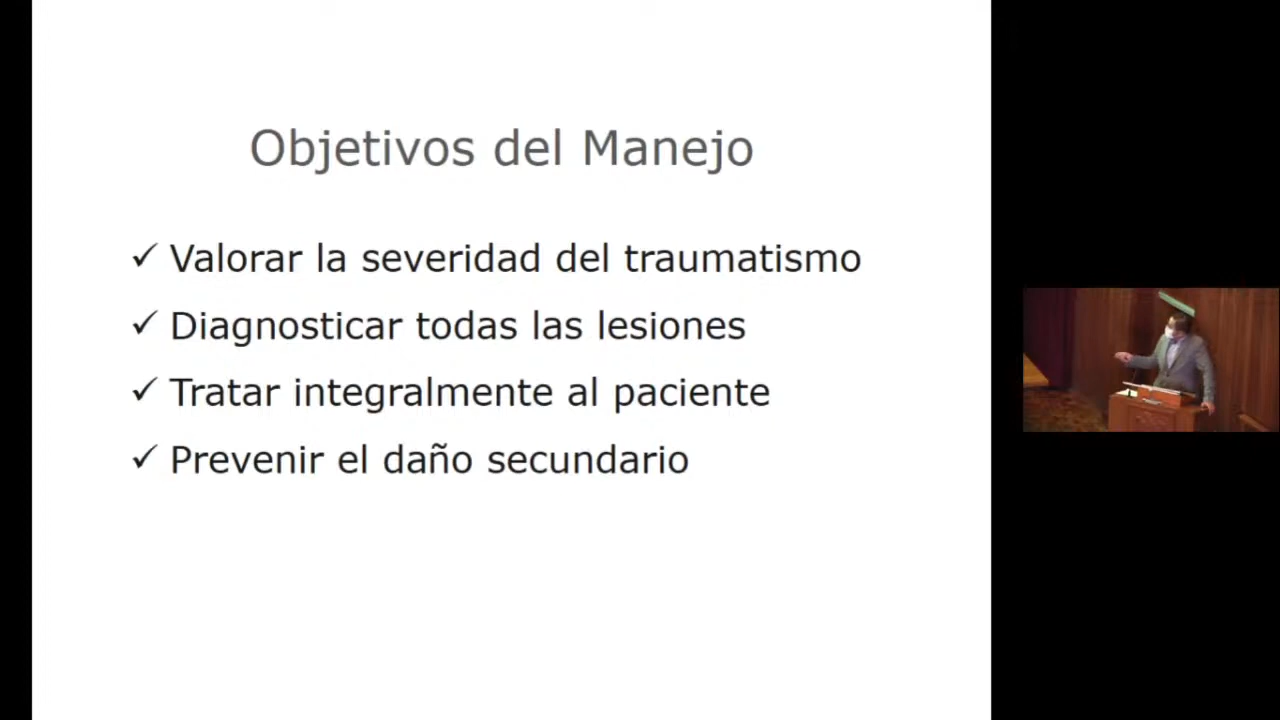 Objetivos del Manejo
✓ Valorar la severidad del traumatismo
✓ Diagnosticar todas las lesiones
✓ Tratar integralmente al paciente
✓ Prevenir el daño secundario